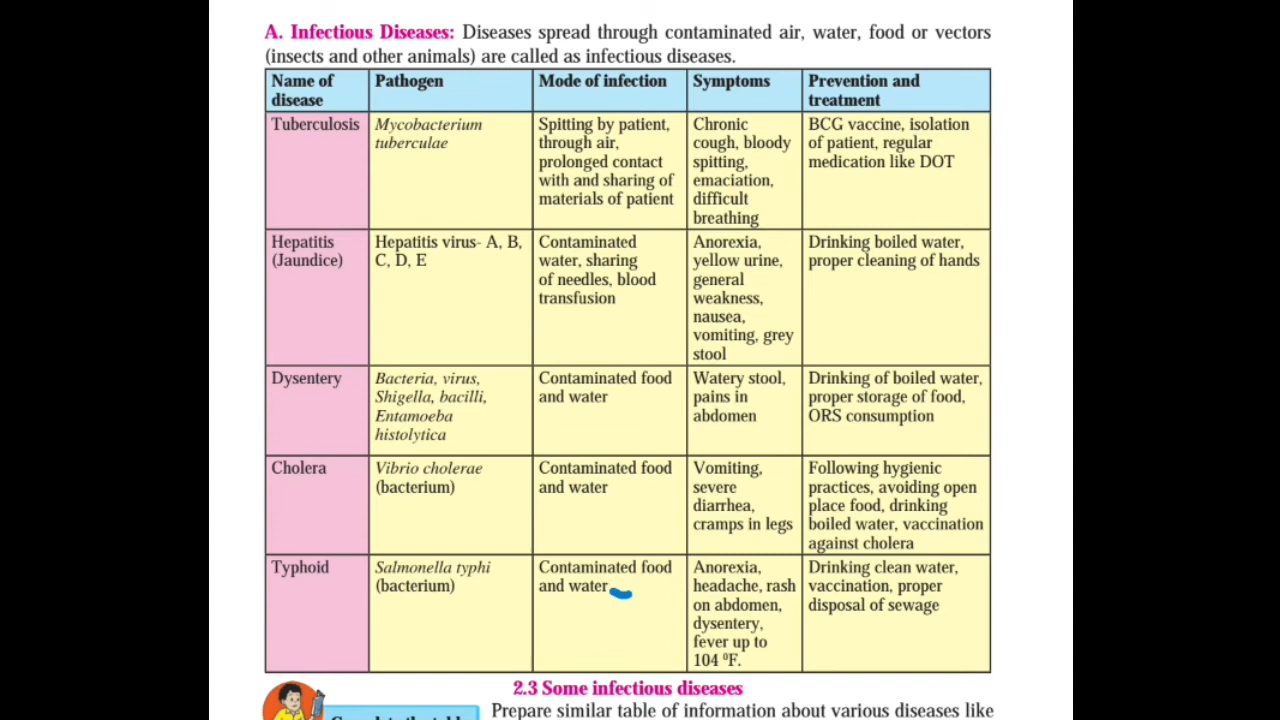 A. Infectious Diseases: Diseases spread through contaminated air, water, food or vectors
(insects and other animals) are called as infectious diseases.
Name of
disease
Pathogen
Mode of infection
Symptoms
Prevention and
treatment
Tuberculosis
Mycobacterium
tuberculae
Spitting by patient,
through air,
prolonged contact
with and sharing of
materials of patient
Chronic
cough, bloody
spitting,
emaciation,
difficult
breathing
BCG vaccine, isolation
of patient, regular
medication like DOT
Hepatitis
(Jaundice)
Hepatitis virus- A, B,
C, D, E
Contaminated
water, sharing
of needles, blood
transfusion
Anorexia,
yellow urine,
general
weakness,
nausea,
vomiting, grey
stool
Drinking boiled water,
proper cleaning of hands
Dysentery
Bacteria, virus,
Shigella, bacilli,
Entamoeba
histolytica
Contaminated food
and water
Watery stool,
pains in
abdomen
Drinking of boiled water,
proper storage of food,
ORS consumption
Cholera
Vibrio cholerae
(bacterium)
Contaminated food
and water
Vomiting,
severe
diarrhea,
cramps in legs
Following hygienic
practices, avoiding open
place food, drinking
boiled water, vaccination
against cholera
Typhoid
Salmonella typhi
(bacterium)
Contaminated food
and water
Anorexia,
headache, rash
on abdomen,
dysentery,
fever up to
104 ⁰F.
Drinking clean water,
vaccination, proper
disposal of sewage
2.3 Some infectious diseases
Prepare similar table of information about various diseases like